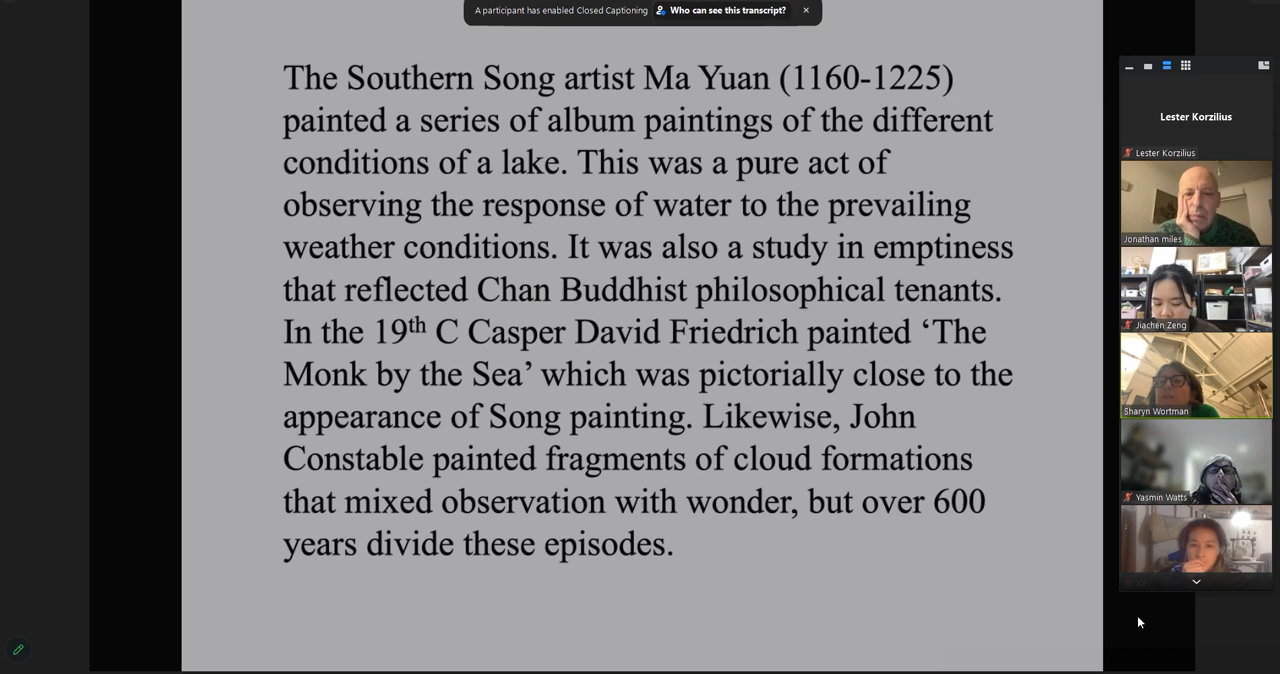 A participant has enabled Closed Captioning Who can see this transcript?
The Southern Song artist Ma Yuan (1160-1225)
painted a series of album paintings of the different
conditions of a lake. This was a pure act of
observing the response of water to the prevailing
weather conditions. It was also a study in emptiness
that reflected Chan Buddhist philosophical tenants.
In the 19th C Casper David Friedrich painted ‘The
Monk by the Sea’ which was pictorially close to the
appearance of Song painting. Likewise, John
Constable painted fragments of cloud formations
that mixed observation with wonder, but over 600
years divide these episodes.
Lester Korzilius
Lester Korzilius
Jonathan miles
Jiachen Zeng
Sharyn Wortman
Yasmin Watts